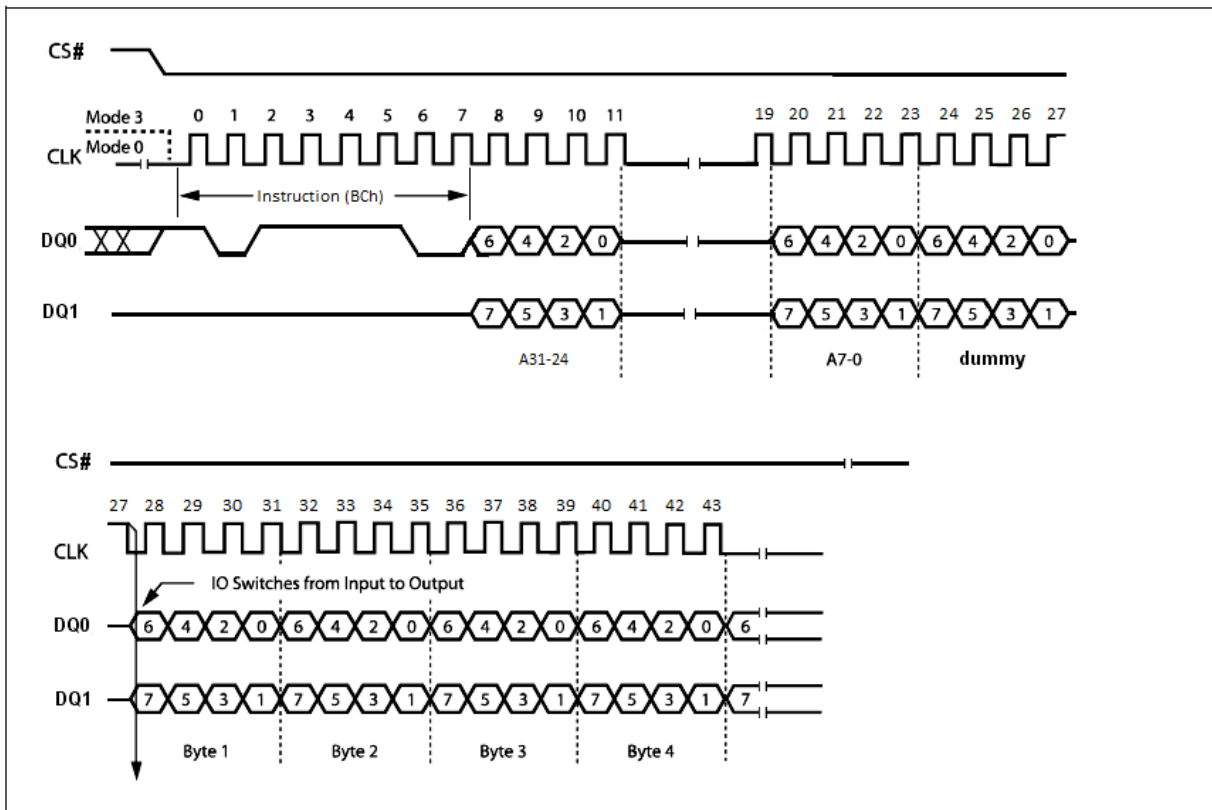 CS#
Mode 3
0 1 2 3 4 5 6 7 8 9 10 11 19 20 21 22 23 24 25 26 27
Mode 0
CLK
Instruction (BCh)
DQ0 6 4 2 0 6 4 2 0 6 4 2 0
DQ1 7 5 3 1 7 5 3 1 7 5 3 1
A31-24 A7-0 dummy
CS#
27 28 29 30 31 32 33 34 35 36 37 38 39 40 41 42 43
CLK
IO Switches from Input to Output
DQ0 6 4 2 0 6 4 2 0 6 4 2 0 6 4 2 0 6
DQ1 7 5 3 1 7 5 3 1 7 5 3 1 7 5 3 1 7
Byte 1 Byte 2 Byte 3 Byte 4